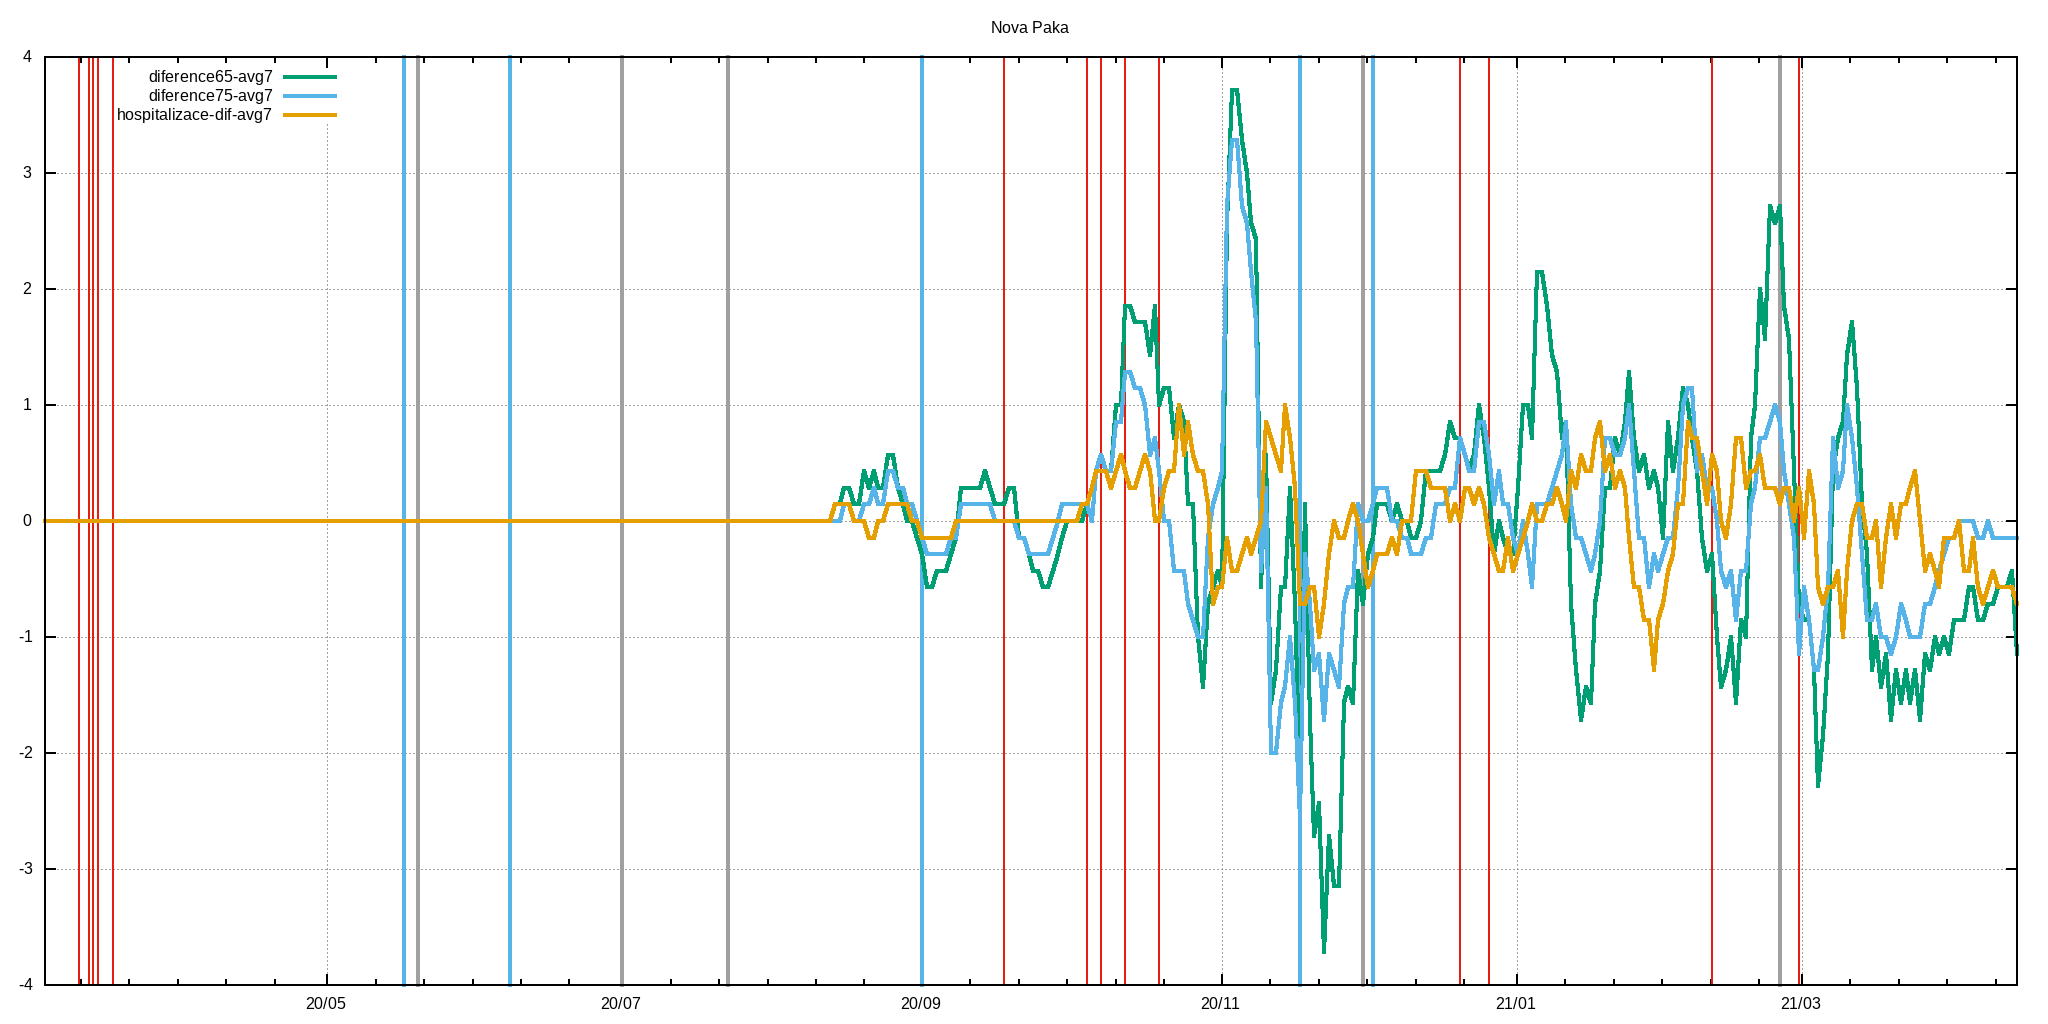 Nova Paka
4
diference65-avg7
diference75-avg7
hospitalizace-dif-avg7
3
2
1
0
-1
-2
-3
-4
20/05 20/07 20/09 20/11 21/01 21/03